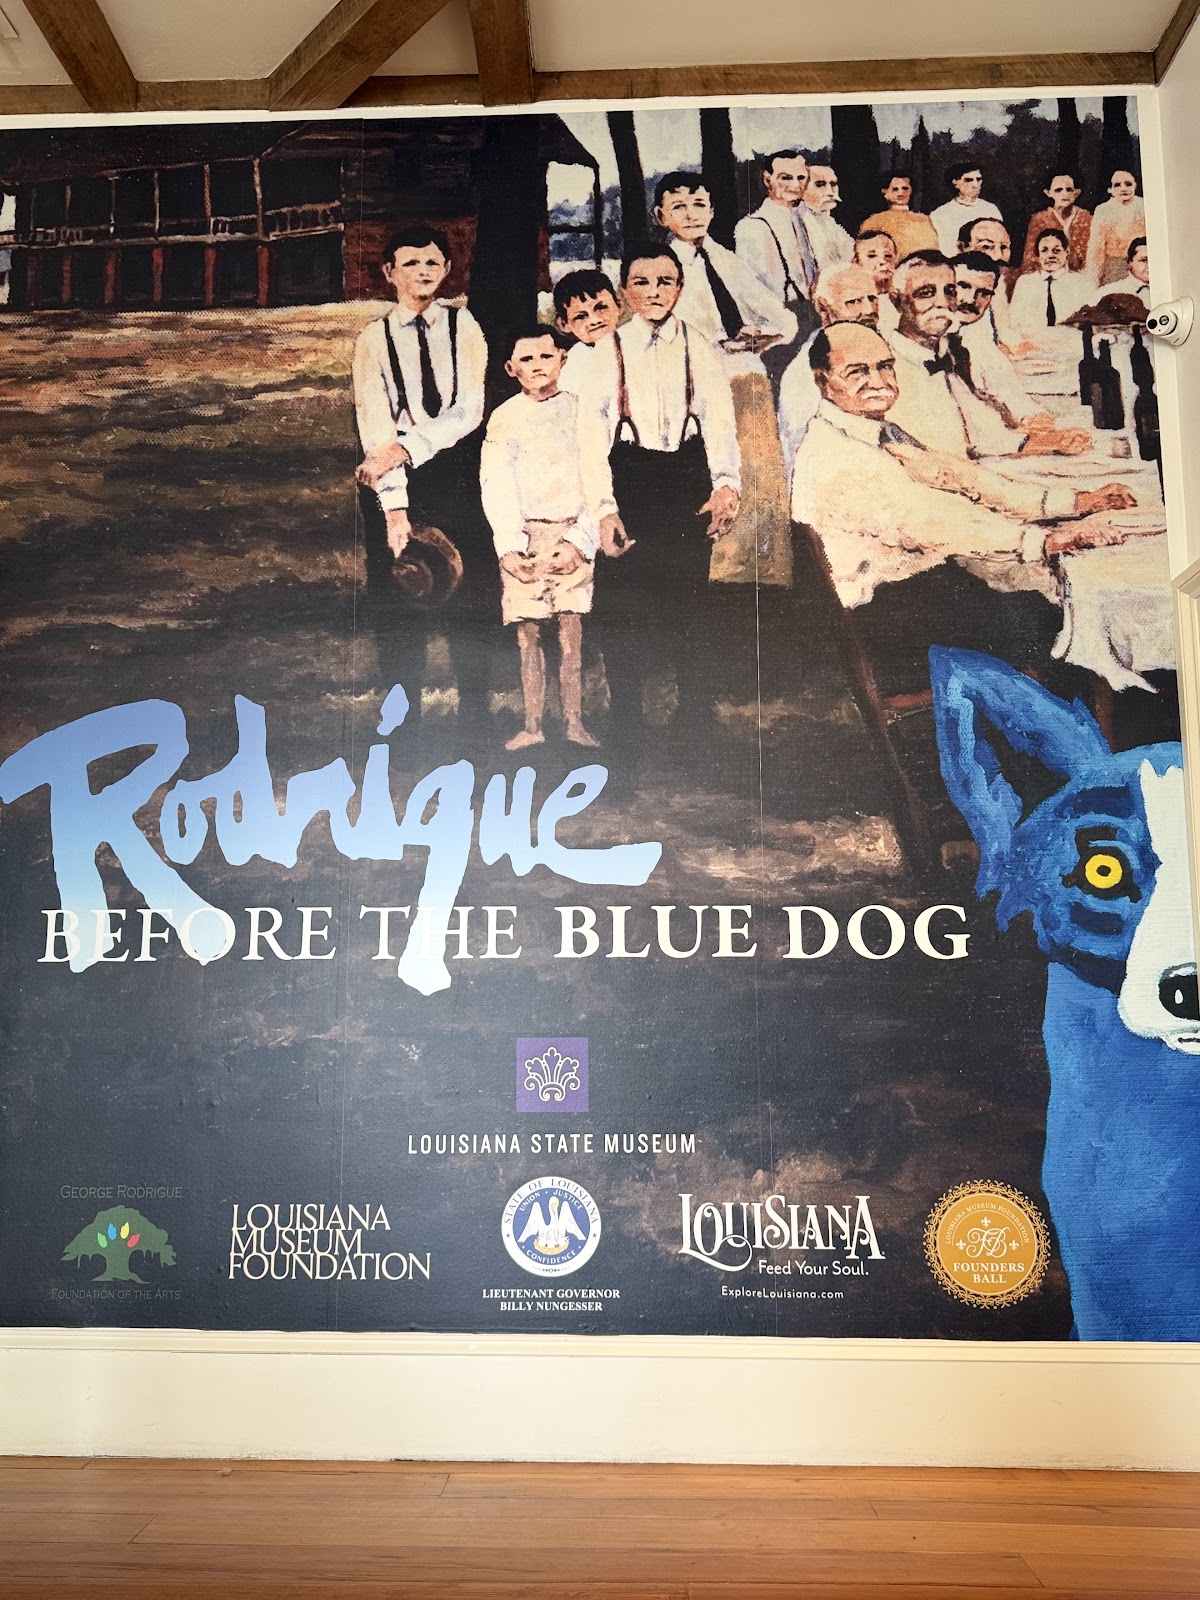 Rodrigue
BEFORE THE BLUE DOG
LOUISIANA STATE MUSEUM
GEORGE RODRIGUE
FOUNDATION OF THE ARTS
LOUISIANA
MUSEUM
FOUNDATION
STATE OF LOUISIANA
UNION · JUSTICE
CONFIDENCE
LIEUTENANT GOVERNOR
BILLY NUNGESSER
LOUISIANA
Feed Your Soul.
ExploreLouisiana.com
LOUISIANA MUSEUM FOUNDATION
FB
FOUNDERS
BALL